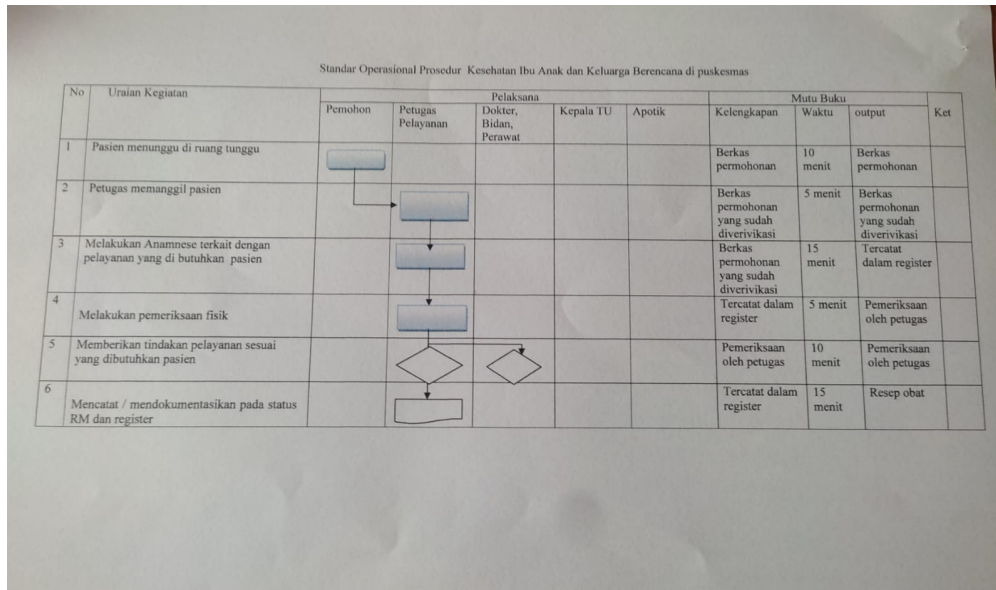 Standar Operasional Prosedur Kesehatan Ibu Anak dan Keluarga Berencana di puskesmas
No Uraian Kegiatan Pelaksana Mutu Buku Ket
Pemohon Petugas Pelayanan Dokter, Bidan, Perawat Kepala TU Apotik Kelengkapan Waktu output
1 Pasien menunggu di ruang tunggu Berkas permohonan 10 menit Berkas permohonan
2 Petugas memanggil pasien Berkas permohonan yang sudah diverivikasi 5 menit Berkas permohonan yang sudah diverivikasi
3 Melakukan Anamnese terkait dengan pelayanan yang di butuhkan pasien Berkas permohonan yang sudah diverivikasi 15 menit Tercatat dalam register
4 Melakukan pemeriksaan fisik Tercatat dalam register 5 menit Pemeriksaan oleh petugas
5 Memberikan tindakan pelayanan sesuai yang dibutuhkan pasien Pemeriksaan oleh petugas 10 menit Pemeriksaan oleh petugas
6 Mencatat / mendokumentasikan pada status RM dan register Tercatat dalam register 15 menit Resep obat